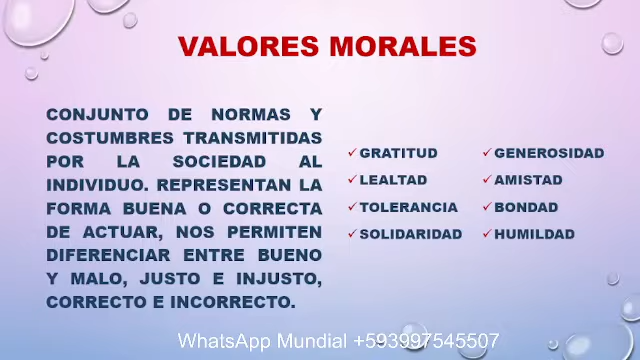 VALORES MORALES
CONJUNTO DE NORMAS Y
COSTUMBRES TRANSMITIDAS
POR LA SOCIEDAD AL
INDIVIDUO. REPRESENTAN LA
FORMA BUENA O CORRECTA
DE ACTUAR, NOS PERMITEN
DIFERENCIAR ENTRE BUENO
Y MALO, JUSTO E INJUSTO,
CORRECTO E INCORRECTO.
✓GRATITUD
✓LEALTAD
✓TOLERANCIA
✓SOLIDARIDAD
✓GENEROSIDAD
✓AMISTAD
✓BONDAD
✓HUMILDAD
WhatsApp Mundial +593997545507